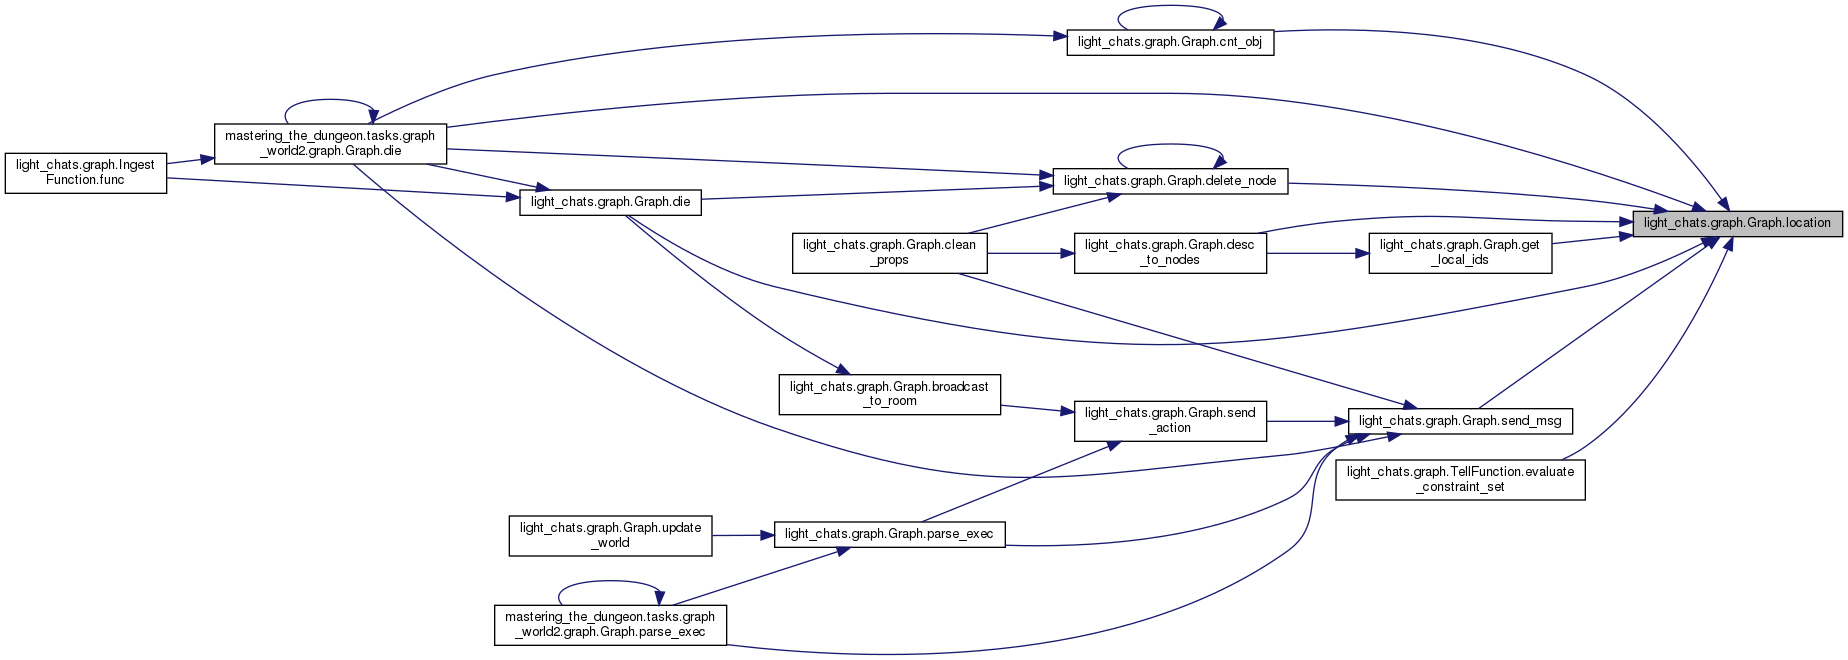 light_chats.graph.Graph.cnt_obj
mastering_the_dungeon.tasks.graph
_world2.graph.Graph.die
light_chats.graph.Ingest
Function.func
light_chats.graph.Graph.delete_node
light_chats.graph.Graph.die
light_chats.graph.Graph.location
light_chats.graph.Graph.clean
_props
light_chats.graph.Graph.desc
_to_nodes
light_chats.graph.Graph.get
_local_ids
light_chats.graph.Graph.broadcast
_to_room
light_chats.graph.Graph.send
_action
light_chats.graph.Graph.send_msg
light_chats.graph.TellFunction.evaluate
_constraint_set
light_chats.graph.Graph.update
_world
light_chats.graph.Graph.parse_exec
mastering_the_dungeon.tasks.graph
_world2.graph.Graph.parse_exec